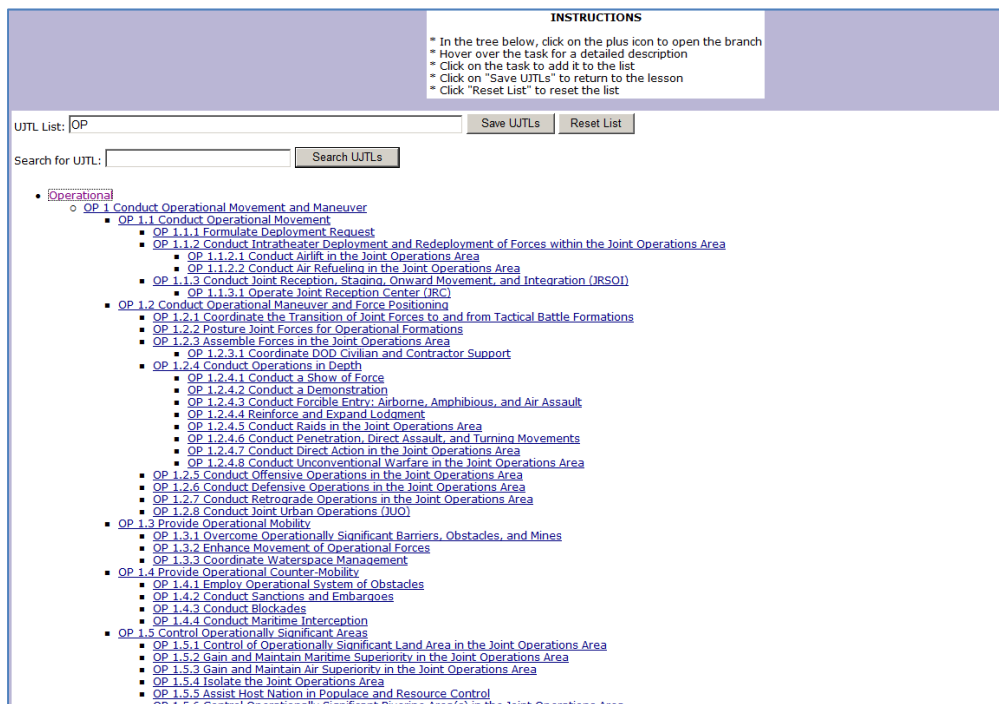 INSTRUCTIONS
* In the tree below, click on the plus icon to open the branch
* Hover over the task for a detailed description
* Click on the task to add it to the list
* Click on "Save UJTLs" to return to the lesson
* Click "Reset List" to reset the list
UJTL List: OP Save UJTLs Reset List
Search for UJTL: Search UJTLs
Operational
OP 1 Conduct Operational Movement and Maneuver
OP 1.1 Conduct Operational Movement
OP 1.1.1 Formulate Deployment Request
OP 1.1.2 Conduct Intratheater Deployment and Redeployment of Forces within the Joint Operations Area
OP 1.1.2.1 Conduct Airlift in the Joint Operations Area
OP 1.1.2.2 Conduct Air Refueling in the Joint Operations Area
OP 1.1.3 Conduct Joint Reception, Staging, Onward Movement, and Integration (JRSOI)
OP 1.1.3.1 Operate Joint Reception Center (JRC)
OP 1.2 Conduct Operational Maneuver and Force Positioning
OP 1.2.1 Coordinate the Transition of Joint Forces to and from Tactical Battle Formations
OP 1.2.2 Posture Joint Forces for Operational Formations
OP 1.2.3 Assemble Forces in the Joint Operations Area
OP 1.2.3.1 Coordinate DOD Civilian and Contractor Support
OP 1.2.4 Conduct Operations in Depth
OP 1.2.4.1 Conduct a Show of Force
OP 1.2.4.2 Conduct a Demonstration
OP 1.2.4.3 Conduct Forcible Entry: Airborne, Amphibious, and Air Assault
OP 1.2.4.4 Reinforce and Expand Lodgment
OP 1.2.4.5 Conduct Raids in the Joint Operations Area
OP 1.2.4.6 Conduct Penetration, Direct Assault, and Turning Movements
OP 1.2.4.7 Conduct Direct Action in the Joint Operations Area
OP 1.2.4.8 Conduct Unconventional Warfare in the Joint Operations Area
OP 1.2.5 Conduct Offensive Operations in the Joint Operations Area
OP 1.2.6 Conduct Defensive Operations in the Joint Operations Area
OP 1.2.7 Conduct Retrograde Operations in the Joint Operations Area
OP 1.2.8 Conduct Joint Urban Operations (JUO)
OP 1.3 Provide Operational Mobility
OP 1.3.1 Overcome Operationally Significant Barriers, Obstacles, and Mines
OP 1.3.2 Enhance Movement of Operational Forces
OP 1.3.3 Coordinate Waterspace Management
OP 1.4 Provide Operational Counter-Mobility
OP 1.4.1 Employ Operational System of Obstacles
OP 1.4.2 Conduct Sanctions and Embargoes
OP 1.4.3 Conduct Blockades
OP 1.4.4 Conduct Maritime Interception
OP 1.5 Control Operationally Significant Areas
OP 1.5.1 Control of Operationally Significant Land Area in the Joint Operations Area
OP 1.5.2 Gain and Maintain Maritime Superiority in the Joint Operations Area
OP 1.5.3 Gain and Maintain Air Superiority in the Joint Operations Area
OP 1.5.4 Isolate the Joint Operations Area
OP 1.5.5 Assist Host Nation in Populace and Resource Control
OP 1.5.6 Control Operationally Significant Riverine Area(s) in the Joint Operations Area